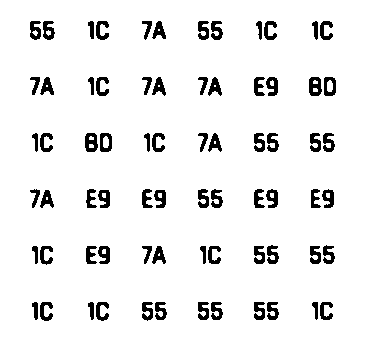 55 1C 7A 55 1C 1C
7A 1C 7A 7A E9 BD
1C BD 1C 7A 55 55
7A E9 E9 55 E9 E9
1C E9 7A 1C 55 55
1C 1C 55 55 55 1C